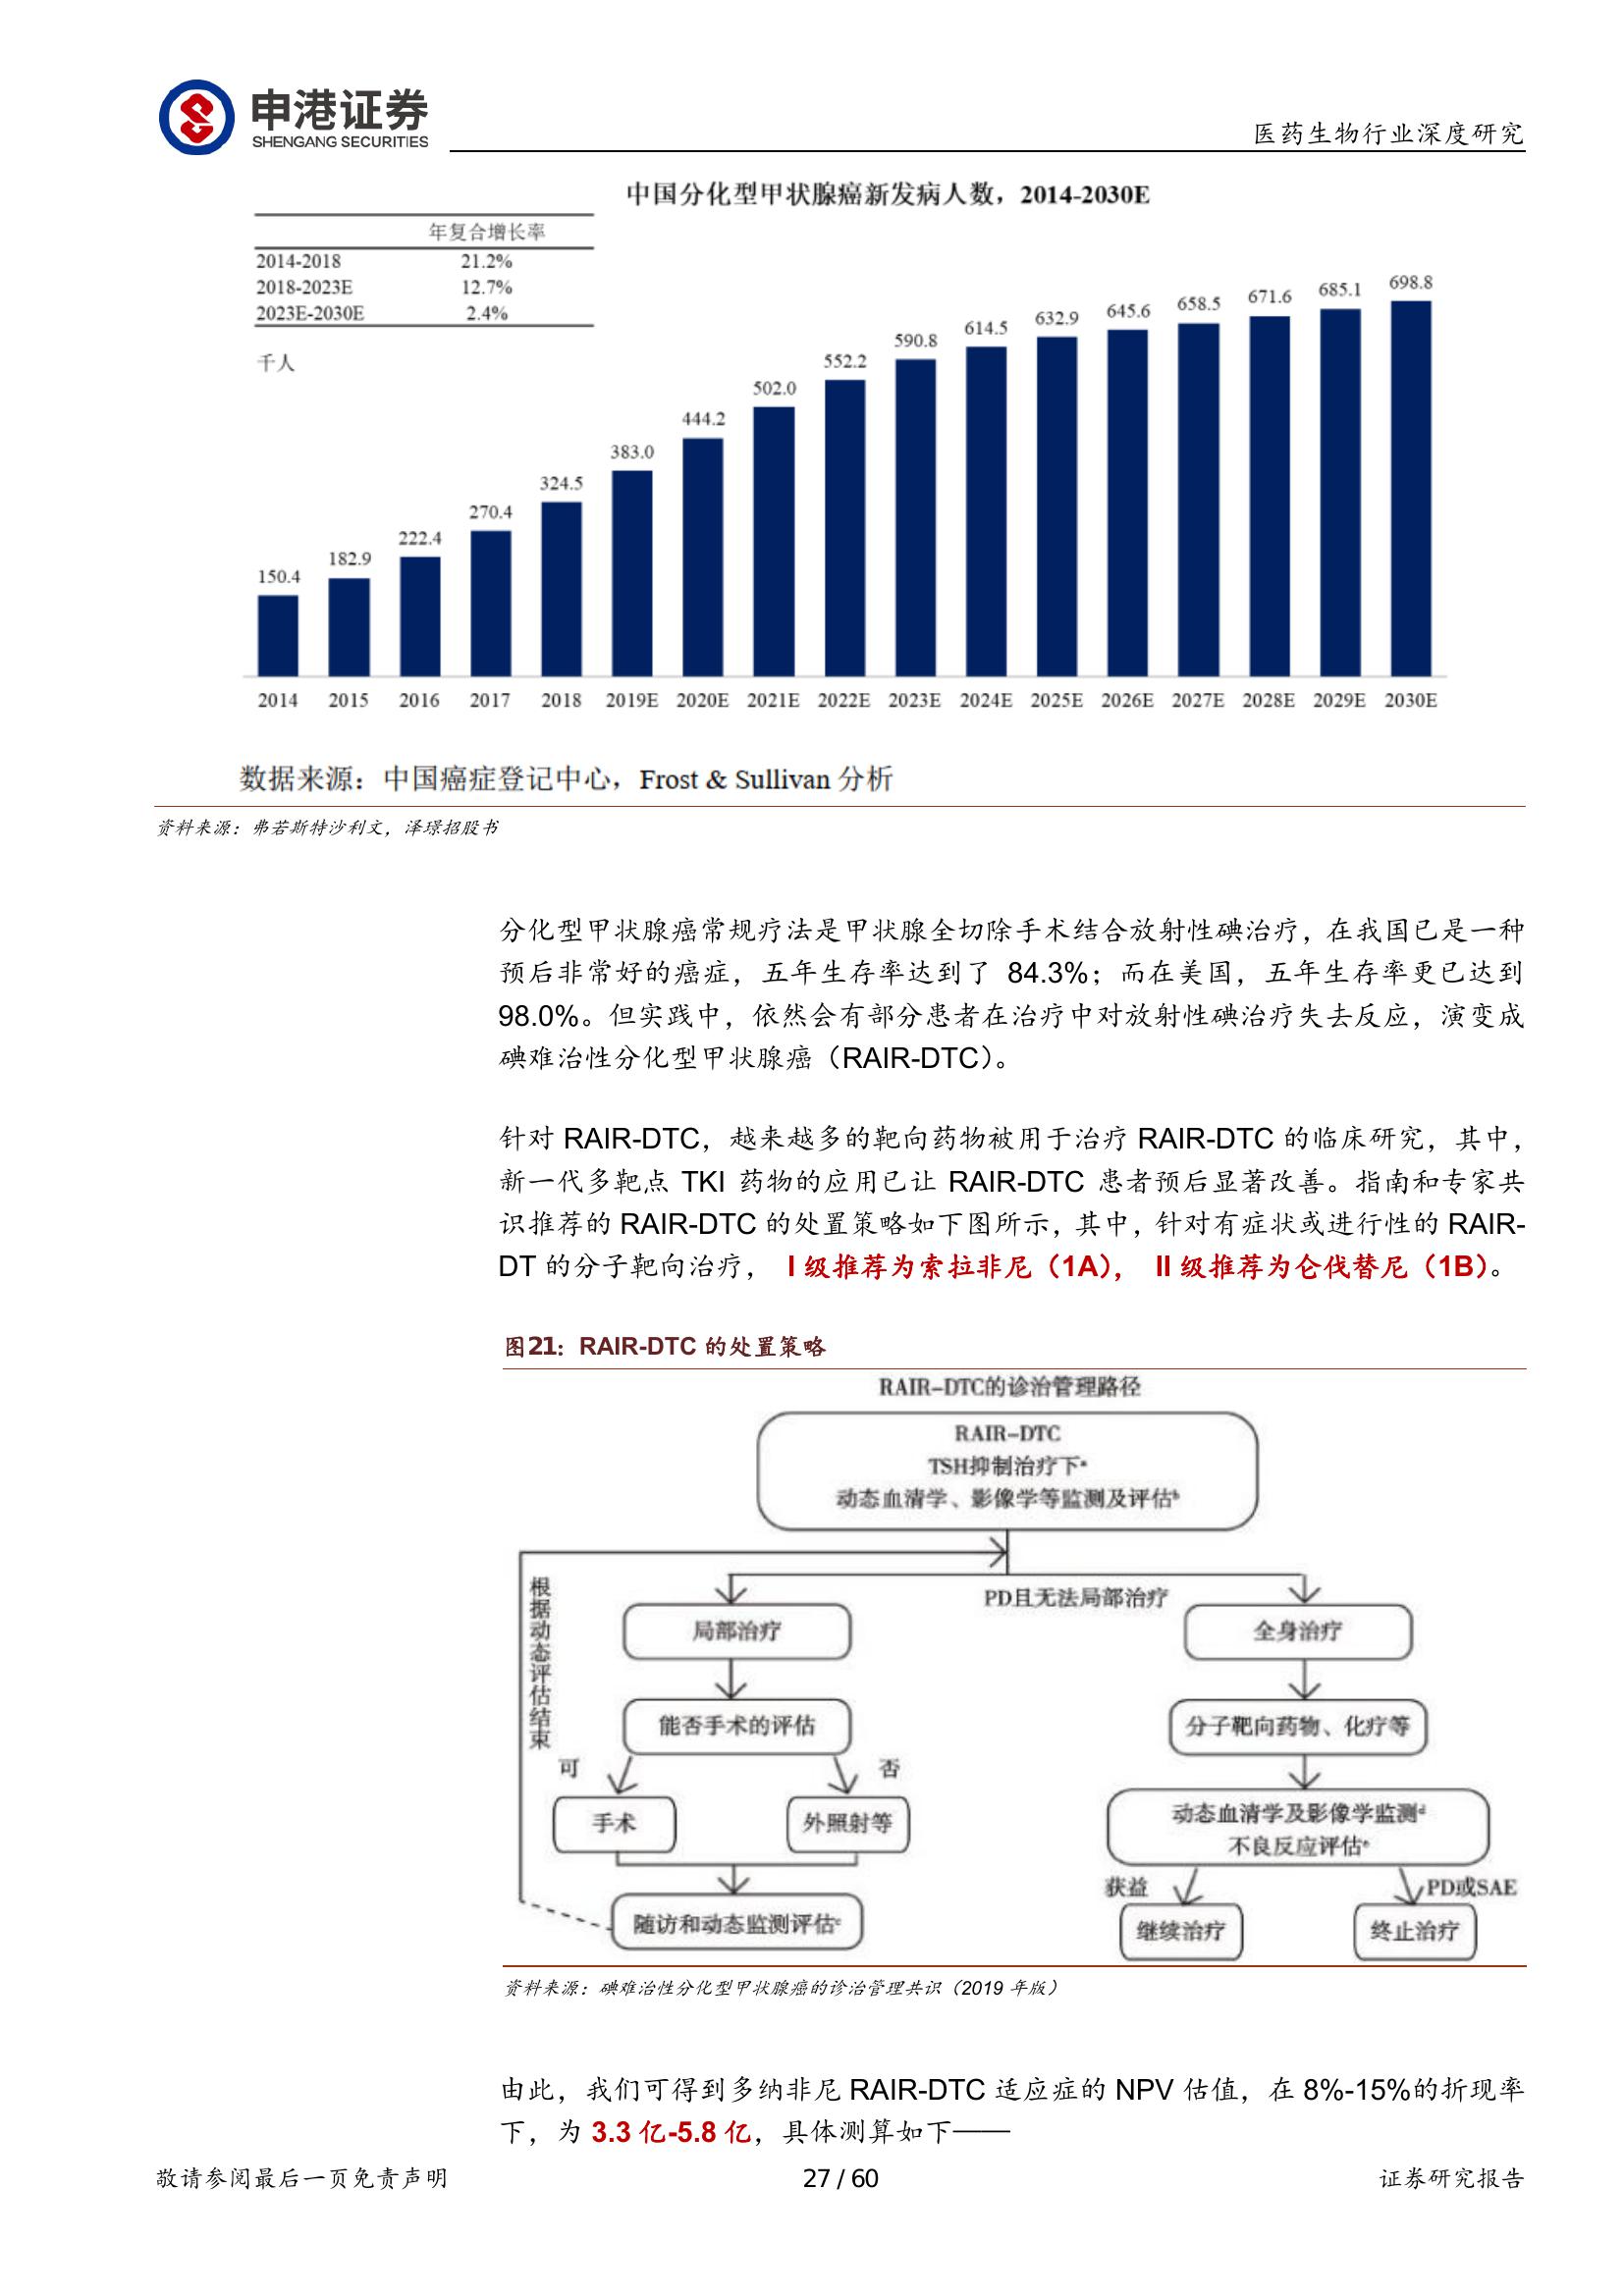 申港证券
SHENGANG SECURITIES
医药生物行业深度研究
中国分化型甲状腺癌新发病人数，2014-2030E
年复合增长率
2014-2018 21.2%
2018-2023E 12.7%
2023E-2030E 2.4%
千人
150.4 182.9 222.4 270.4 324.5 383.0 444.2 502.0 552.2 590.8 614.5 632.9 645.6 658.5 671.6 685.1 698.8
2014 2015 2016 2017 2018 2019E 2020E 2021E 2022E 2023E 2024E 2025E 2026E 2027E 2028E 2029E 2030E
数据来源：中国癌症登记中心，Frost & Sullivan 分析
资料来源：弗若斯特沙利文，泽璟招股书
分化型甲状腺癌常规疗法是甲状腺全切除手术结合放射性碘治疗，在我国已是一种
预后非常好的癌症，五年生存率达到了 84.3%；而在美国，五年生存率更已达到
98.0%。但实践中，依然会有部分患者在治疗中对放射性碘治疗失去反应，演变成
碘难治性分化型甲状腺癌（RAIR-DTC）。
针对 RAIR-DTC，越来越多的靶向药物被用于治疗 RAIR-DTC 的临床研究，其中，
新一代多靶点 TKI 药物的应用已让 RAIR-DTC 患者预后显著改善。指南和专家共
识推荐的 RAIR-DTC 的处置策略如下图所示，其中，针对有症状或进行性的 RAIR-
DT 的分子靶向治疗， I 级推荐为索拉非尼（1A）， II 级推荐为仑伐替尼（1B）。
图21：RAIR-DTC 的处置策略
RAIR-DTC的诊治管理路径
RAIR-DTC
TSH抑制治疗下a
动态血清学、影像学等监测及评估b
根据动态评估结束
PD且无法局部治疗
局部治疗
全身治疗
能否手术的评估
分子靶向药物、化疗等
可
否
手术
外照射等
动态血清学及影像学监测d
不良反应评估e
获益
PD或SAE
随访和动态监测评估c
继续治疗
终止治疗
资料来源：碘难治性分化型甲状腺癌的诊治管理共识（2019 年版）
由此，我们可得到多纳非尼 RAIR-DTC 适应症的 NPV 估值，在 8%-15%的折现率
下，为 3.3 亿-5.8 亿，具体测算如下——
敬请参阅最后一页免责声明
27 / 60
证券研究报告